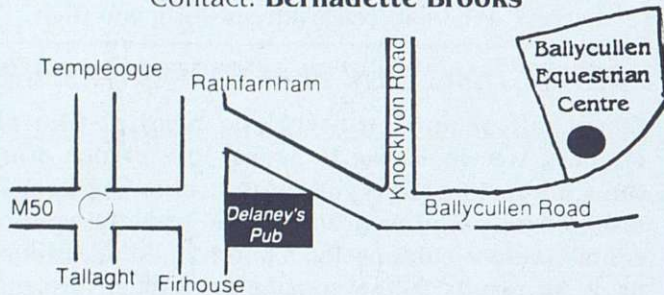 Contact: Bernadette Brooks
Templeogue
Rathfarnham
Knocklyon Road
Ballycullen
Equestrian
Centre
M50
Delaney's
Pub
Ballycullen Road
Tallaght
Firhouse